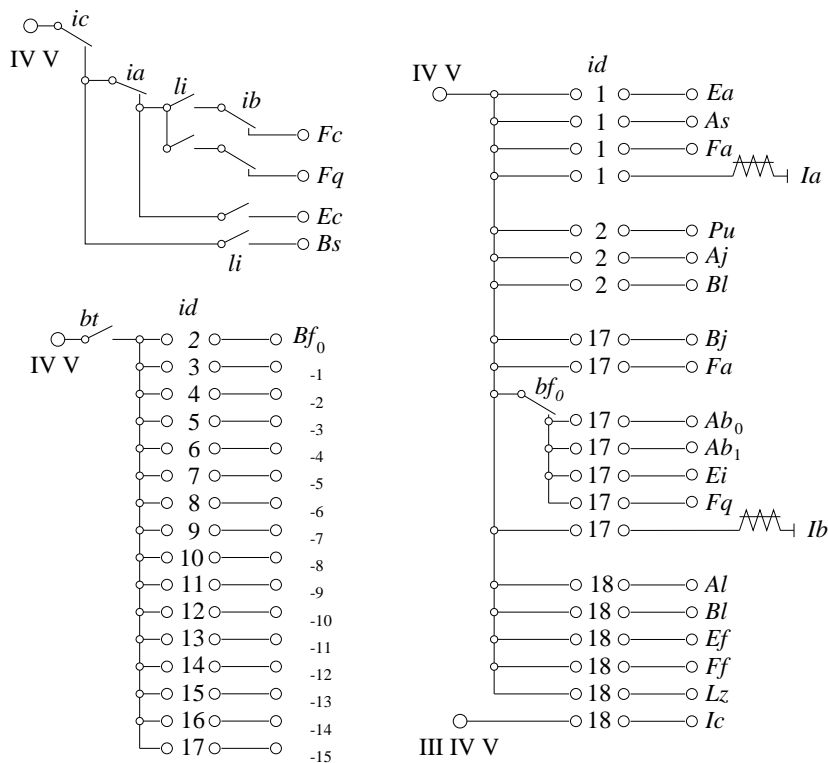 ic
IV V
ia
li
ib
Fc
Fq
Ec
Bs
li
id
bt
IV V
2 Bf0
3 -1
4 -2
5 -3
6 -4
7 -5
8 -6
9 -7
10 -8
11 -9
12 -10
13 -11
14 -12
15 -13
16 -14
17 -15
IV V
id
1 Ea
1 As
1 Fa
1 Ia
2 Pu
2 Aj
2 Bl
17 Bj
17 Fa
bf0
17 Ab0
17 Ab1
17 Ei
17 Fq
17 Ib
18 Al
18 Bl
18 Ef
18 Ff
18 Lz
18 Ic
III IV V